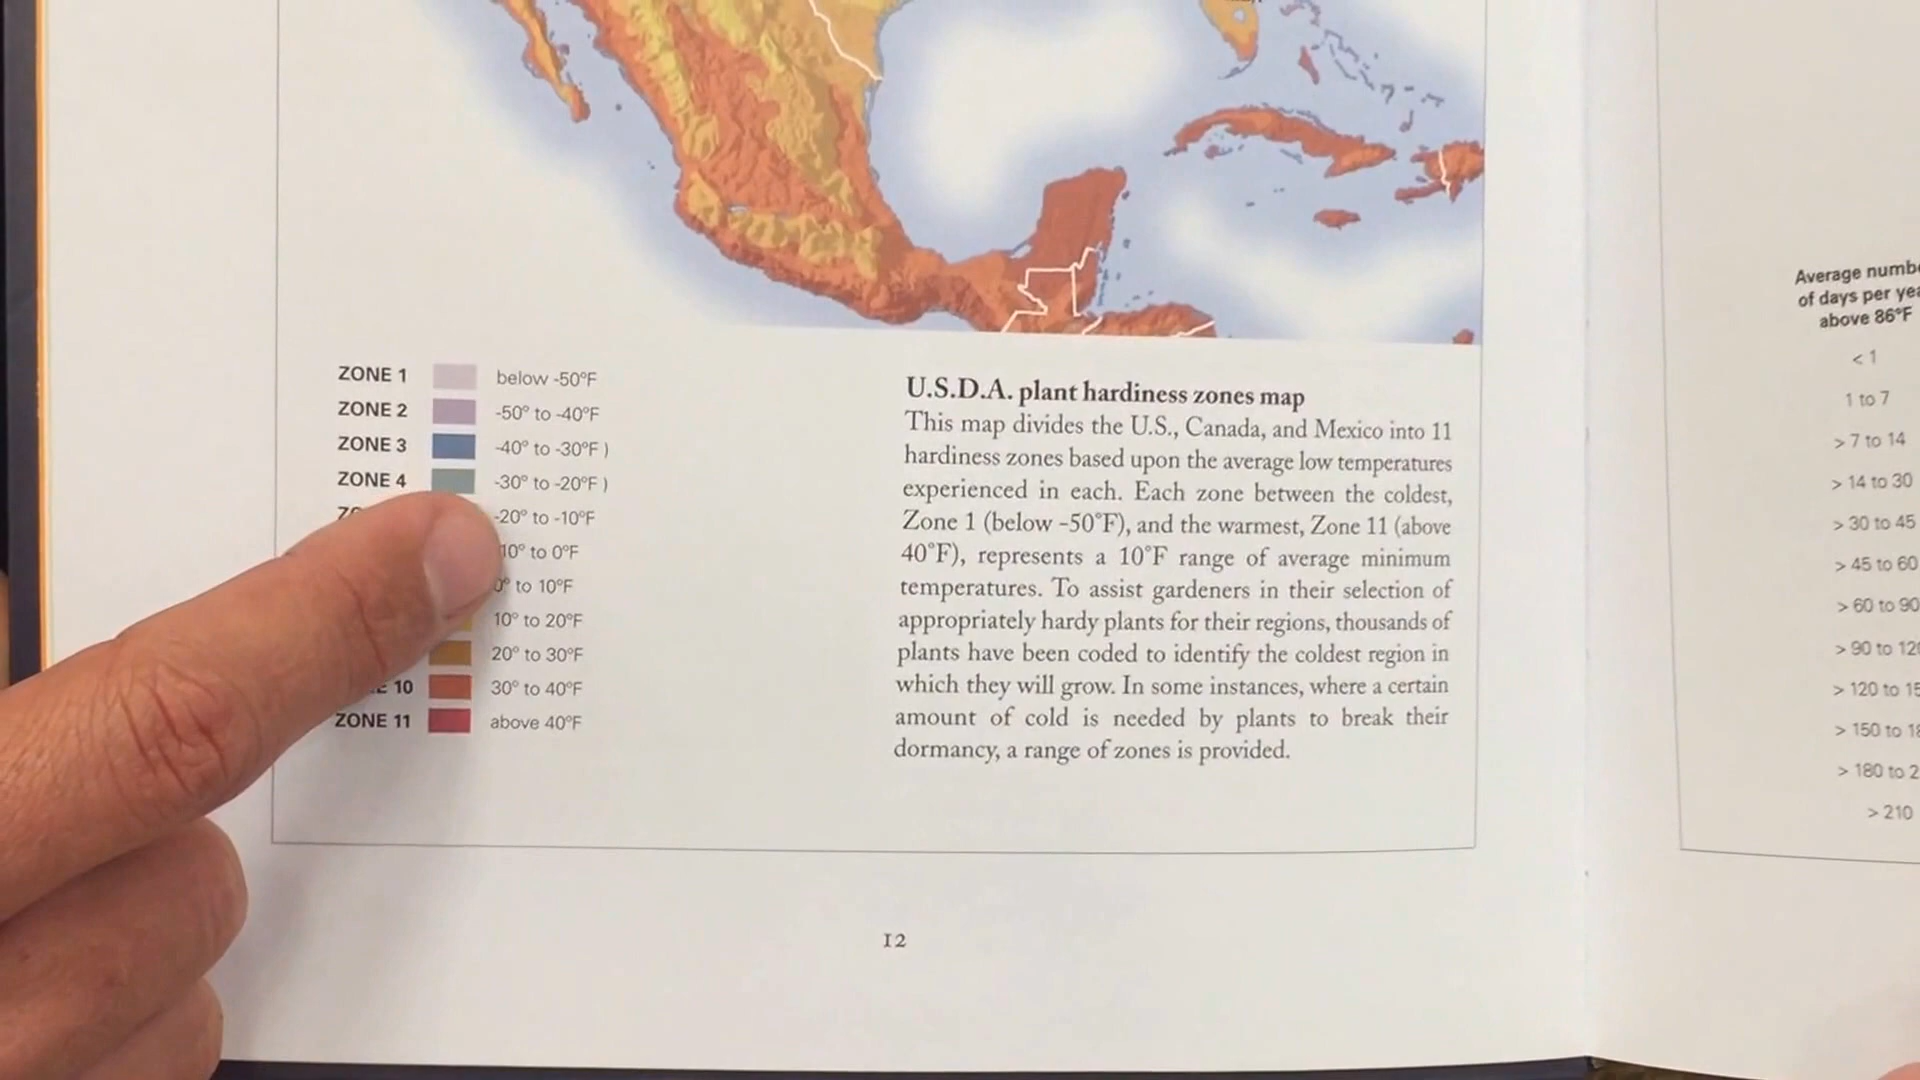 ZONE 1 below -50°F
ZONE 2 -50° to -40°F
ZONE 3 -40° to -30°F )
ZONE 4 -30° to -20°F )
-20° to -10°F
10° to 0°F
0° to 10°F
10° to 20°F
20° to 30°F
10 30° to 40°F
ZONE 11 above 40°F
U.S.D.A. plant hardiness zones map
This map divides the U.S., Canada, and Mexico into 11
hardiness zones based upon the average low temperatures
experienced in each. Each zone between the coldest,
Zone 1 (below -50°F), and the warmest, Zone 11 (above
40°F), represents a 10°F range of average minimum
temperatures. To assist gardeners in their selection of
appropriately hardy plants for their regions, thousands of
plants have been coded to identify the coldest region in
which they will grow. In some instances, where a certain
amount of cold is needed by plants to break their
dormancy, a range of zones is provided.
12
Average
of days per
above 86°F
< 1
1 to 7
> 7 to 14
> 14 to 30
> 30 to 45
> 45 to 60
> 60 to 90
> 90 to
> 120 to
> 150 to
> 180 to
> 210